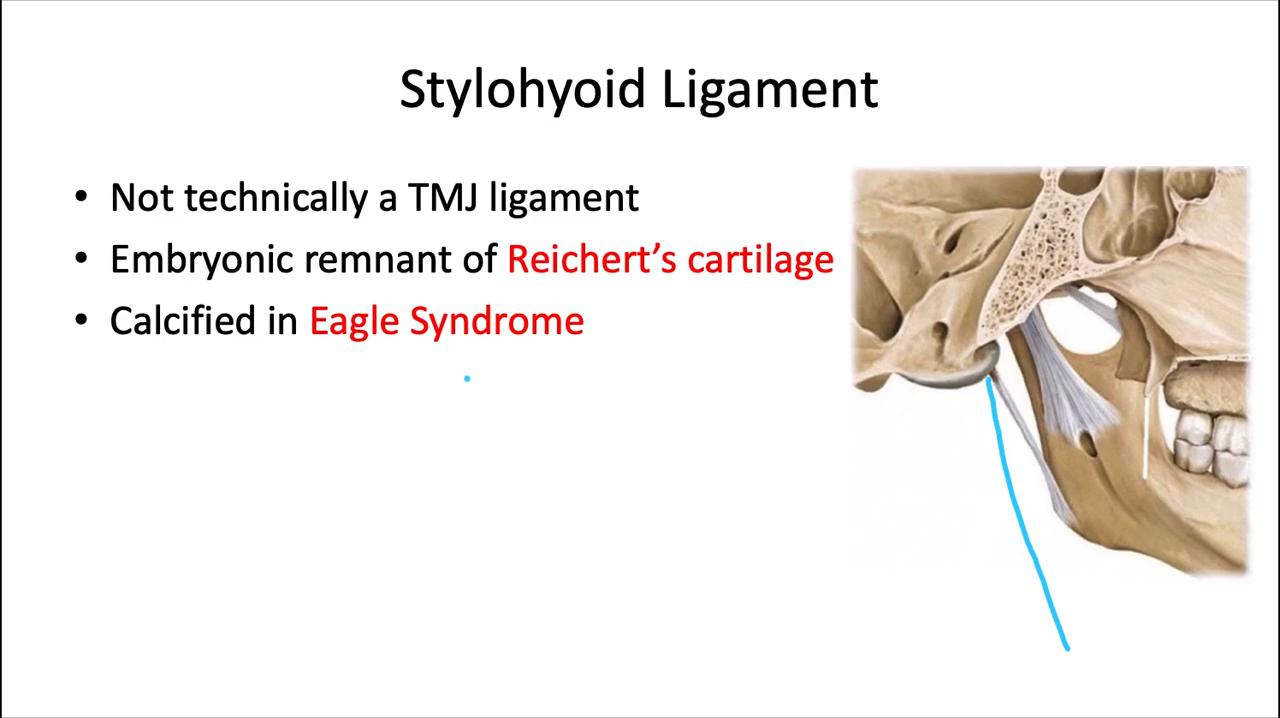 Stylohyoid Ligament
• Not technically a TMJ ligament
• Embryonic remnant of Reichert’s cartilage
• Calcified in Eagle Syndrome